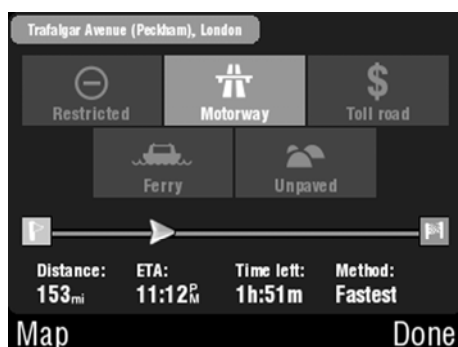 Trafalgar Avenue (Peckham), London
Restricted Motorway Toll road
Ferry Unpaved
Distance: ETA: Time left: Method:
153mi 11:12PM 1h:51m Fastest
Map Done